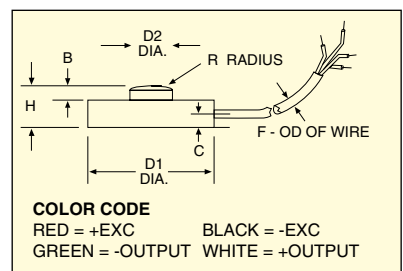 D2
DIA.
B
R RADIUS
H
F - OD OF WIRE
C
D1
DIA.
COLOR CODE
RED = +EXC BLACK = -EXC
GREEN = -OUTPUT WHITE = +OUTPUT